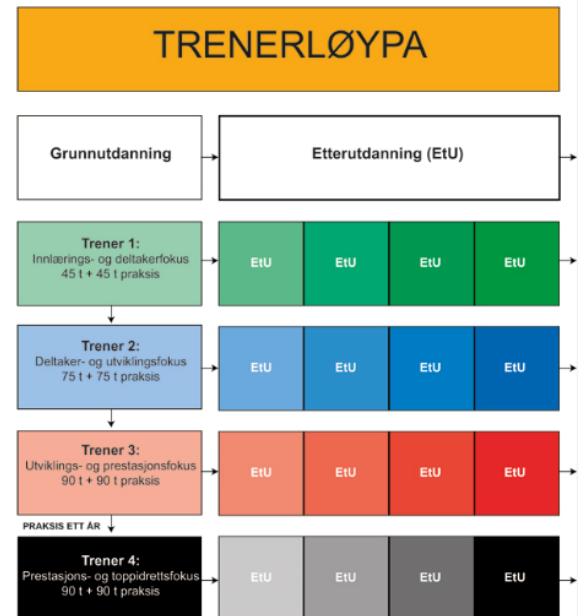 TRENERLØYPA
Grunnutdanning
Etterutdanning (EtU)
Trener 1:
Innlærings- og deltakerfokus
45 t + 45 t praksis
EtU
EtU
EtU
EtU
Trener 2:
Deltaker- og utviklingsfokus
75 t + 75 t praksis
EtU
EtU
EtU
EtU
Trener 3:
Utviklings- og prestasjonsfokus
90 t + 90 t praksis
EtU
EtU
EtU
EtU
PRAKSIS ETT ÅR
Trener 4:
Prestasjons- og toppidrettsfokus
90 t + 90 t praksis
EtU
EtU
EtU
EtU